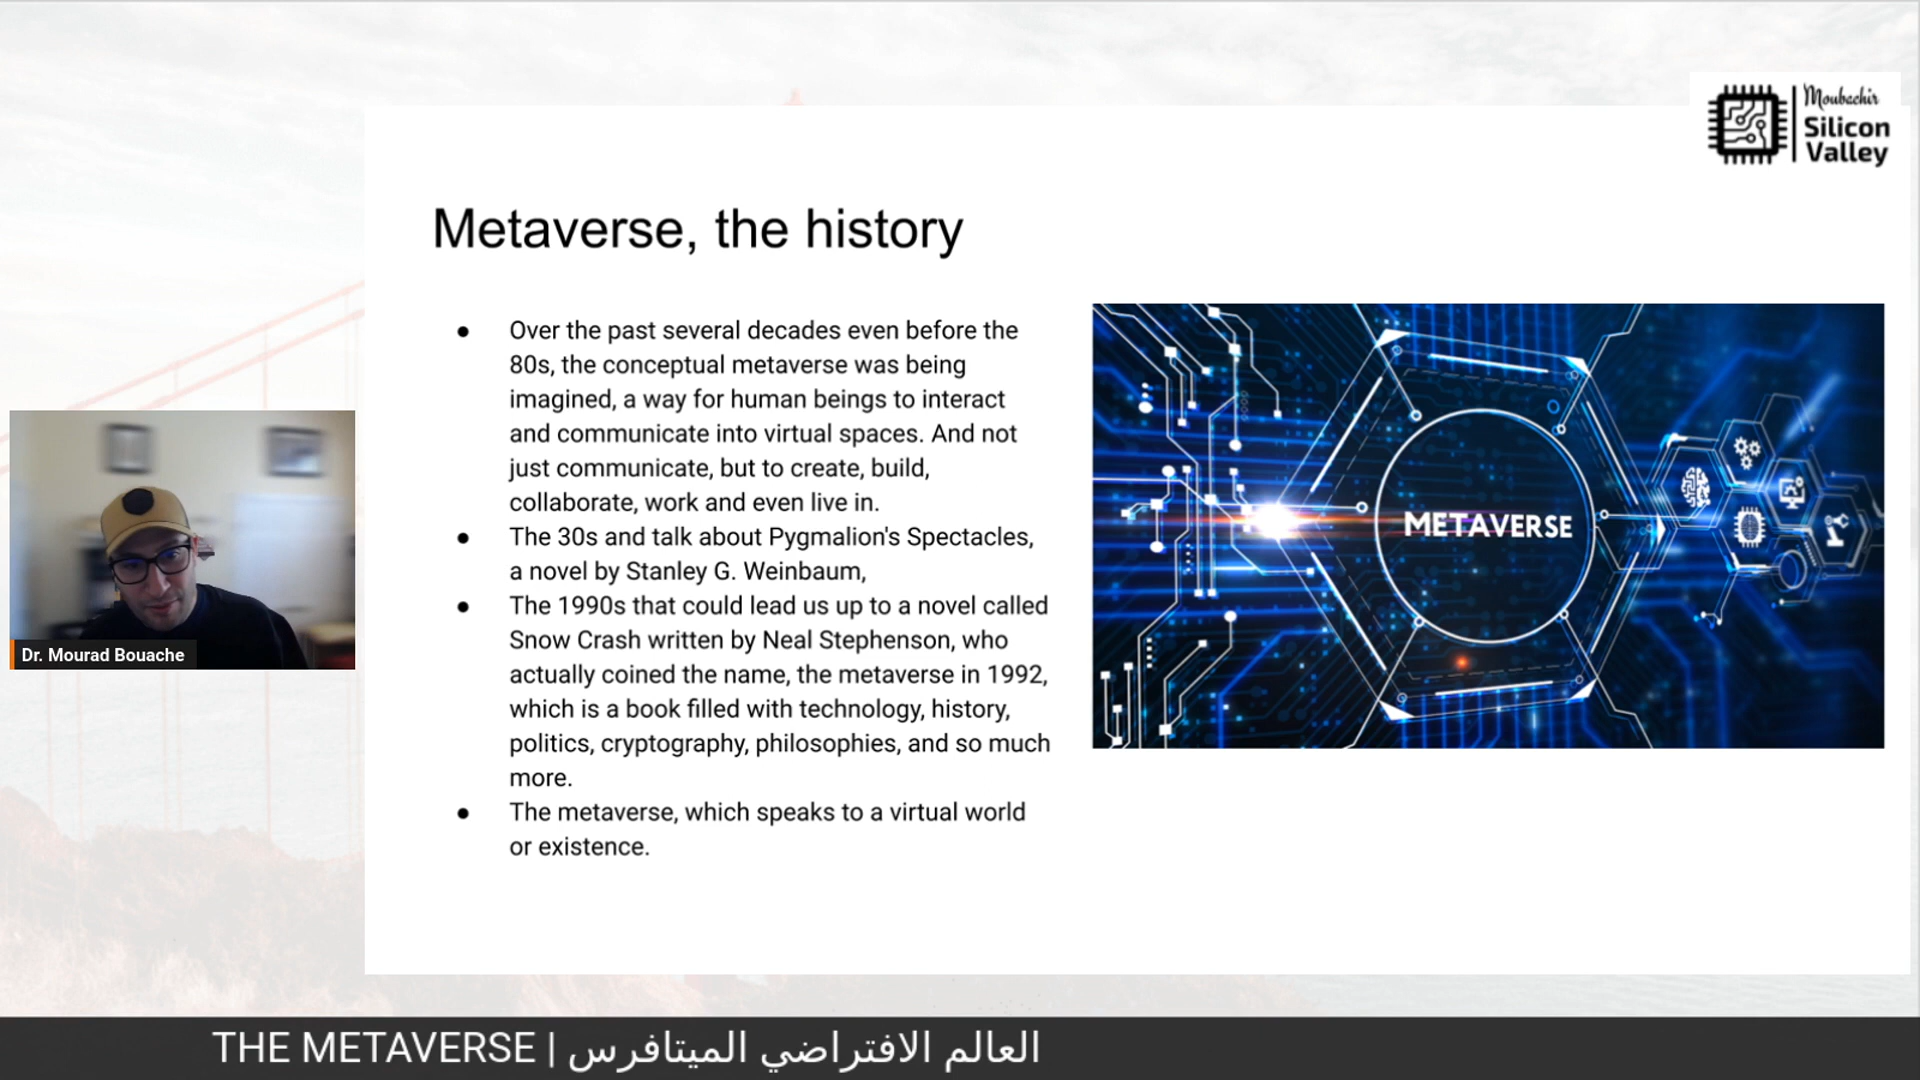 Moubachir
Silicon
Valley
Metaverse, the history
● Over the past several decades even before the
80s, the conceptual metaverse was being
imagined, a way for human beings to interact
and communicate into virtual spaces. And not
just communicate, but to create, build,
collaborate, work and even live in.
● The 30s and talk about Pygmalion's Spectacles,
a novel by Stanley G. Weinbaum,
● The 1990s that could lead us up to a novel called
Snow Crash written by Neal Stephenson, who
actually coined the name, the metaverse in 1992,
which is a book filled with technology, history,
politics, cryptography, philosophies, and so much
more.
● The metaverse, which speaks to a virtual world
or existence.
METAVERSE
Dr. Mourad Bouache
THE METAVERSE | العالم الافتراضي الميتافرس